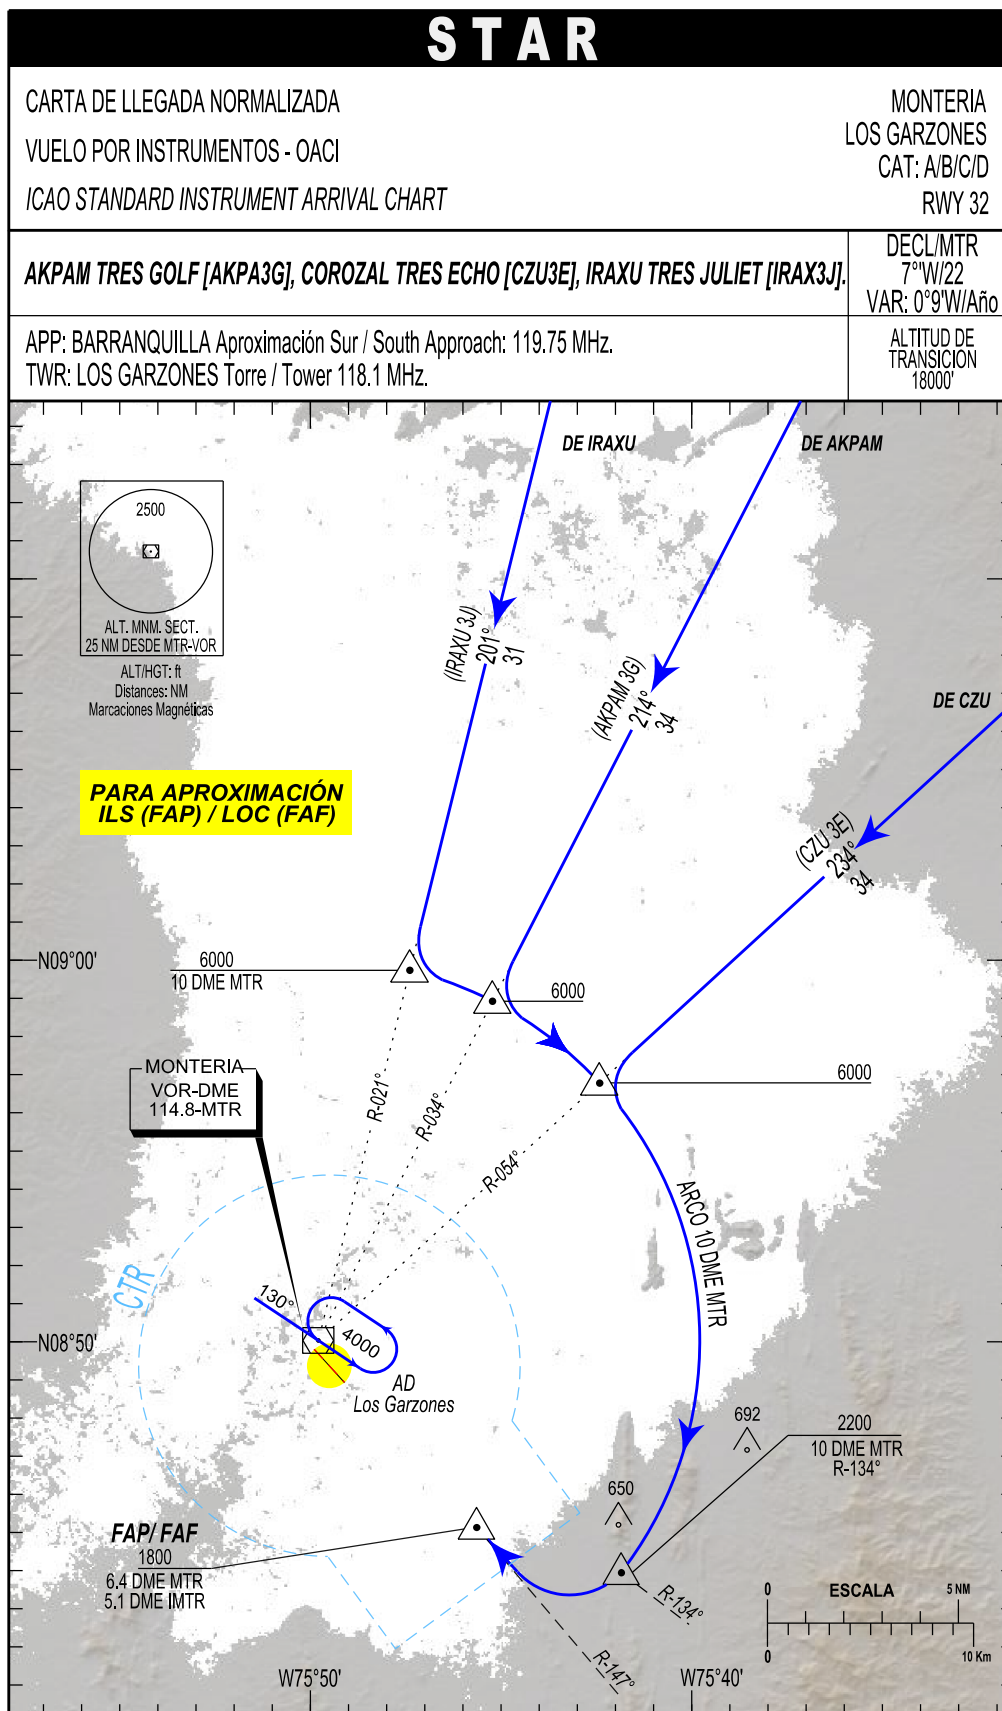 STAR
CARTA DE LLEGADA NORMALIZADA
VUELO POR INSTRUMENTOS - OACI
ICAO STANDARD INSTRUMENT ARRIVAL CHART
MONTERIA
LOS GARZONES
CAT: A/B/C/D
RWY 32
AKPAM TRES GOLF [AKPA3G], COROZAL TRES ECHO [CZU3E], IRAXU TRES JULIET [IRAX3J].
DECL/MTR
7°'W/22
VAR: 0°9'W/Año
APP: BARRANQUILLA Aproximación Sur / South Approach: 119.75 MHz.
TWR: LOS GARZONES Torre / Tower 118.1 MHz.
ALTITUD DE
TRANSICIÓN
18000'
DE IRAXU
DE AKPAM
2500
ALT. MNM. SECT.
25 NM DESDE MTR-VOR
ALT/HGT: ft
Distances: NM
Marcaciones Magnéticas
(IRAXU 3J)
201°
31
(AKPAM 3G)
214°
34
DE CZU
PARA APROXIMACIÓN
ILS (FAP) / LOC (FAF)
(CZU 3E)
234°
34
N09°00'
6000
10 DME MTR
6000
6000
MONTERIA
VOR-DME
114.8-MTR
R-021°
R-034°
R-054°
ARCO 10 DME MTR
CTR
130°
4000
N08°50'
AD
Los Garzones
692
2200
10 DME MTR
R-134°
650
FAP/ FAF
1800
6.4 DME MTR
5.1 DME IMTR
R-134°
R-147°
0
ESCALA
5 NM
0
10 Km
W75°50'
W75°40'